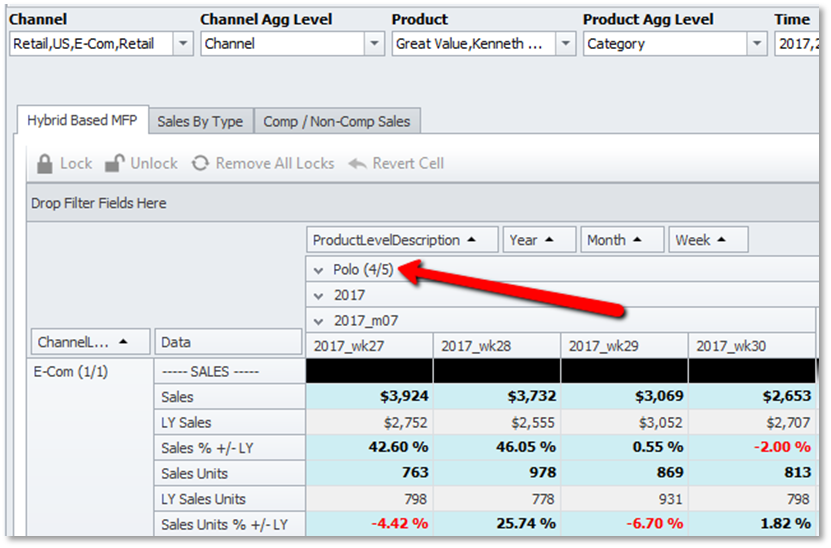 Channel Channel Agg Level Product Product Agg Level Time
Retail,US,E-Com,Retail Channel Great Value,Kenneth ... Category 2017,2
Hybrid Based MFP Sales By Type Comp / Non-Comp Sales
Lock Unlock Remove All Locks Revert Cell
Drop Filter Fields Here
ProductLevelDescription Year Month Week
Polo (4/5)
2017
2017_m07
ChannelL... Data 2017_wk27 2017_wk28 2017_wk29 2017_wk30
E-Com (1/1) ----- SALES -----
Sales $3,924 $3,732 $3,069 $2,653
LY Sales $2,752 $2,555 $3,052 $2,707
Sales % +/- LY 42.60 % 46.05 % 0.55 % -2.00 %
Sales Units 763 978 869 813
LY Sales Units 798 778 931 798
Sales Units % +/- LY -4.42 % 25.74 % -6.70 % 1.82 %